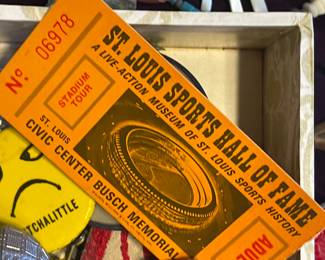 No. 06978
STADIUM
TOUR
ST. LOUIS SPORTS HALL OF FAME
A LIVE-ACTION MUSEUM OF ST. LOUIS SPORTS HISTORY
ST. LOUIS
CIVIC CENTER BUSCH MEMORIAL
TCHALITTLE